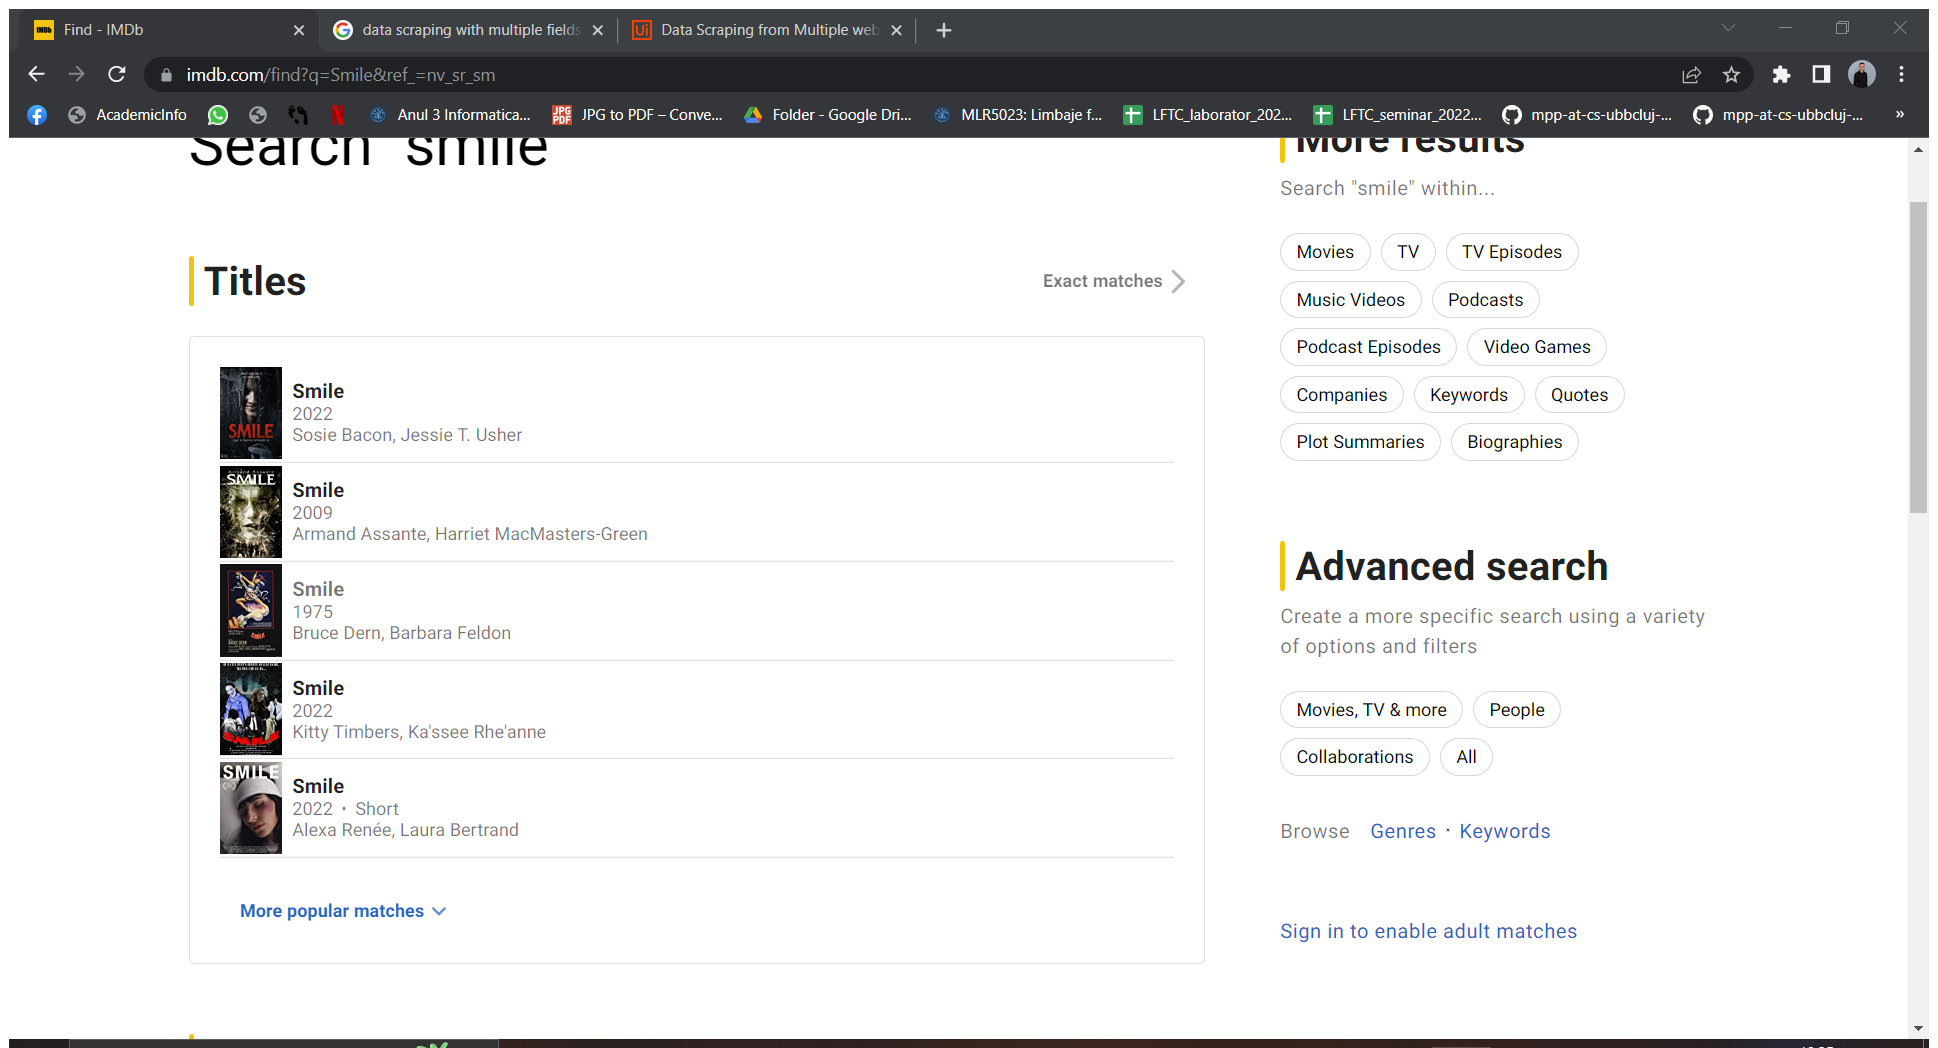 Find - IMDb
data scraping with multiple fields
Ui Data Scraping from Multiple web
imdb.com/find?q=Smile&ref_=nv_sr_sm
AcademicInfo
Anul 3 Informatica...
JPG to PDF – Conve...
Folder - Google Dri...
MLR5023: Limbaje f...
LFTC_laborator_202...
LFTC_seminar_2022...
mpp-at-cs-ubbcluj-...
mpp-at-cs-ubbcluj-...
»
Search "smile"
Titles
Exact matches
SMILE
Smile
2022
Sosie Bacon, Jessie T. Usher
Armand Assante
SMILE
Smile
2009
Armand Assante, Harriet MacMasters-Green
Smile
1975
Bruce Dern, Barbara Feldon
Smile
2022
Kitty Timbers, Ka'ssee Rhe'anne
SMILE
Smile
2022 · Short
Alexa Renée, Laura Bertrand
More popular matches
More results
Search "smile" within...
Movies
TV
TV Episodes
Music Videos
Podcasts
Podcast Episodes
Video Games
Companies
Keywords
Quotes
Plot Summaries
Biographies
Advanced search
Create a more specific search using a variety
of options and filters
Movies, TV & more
People
Collaborations
All
Browse Genres · Keywords
Sign in to enable adult matches